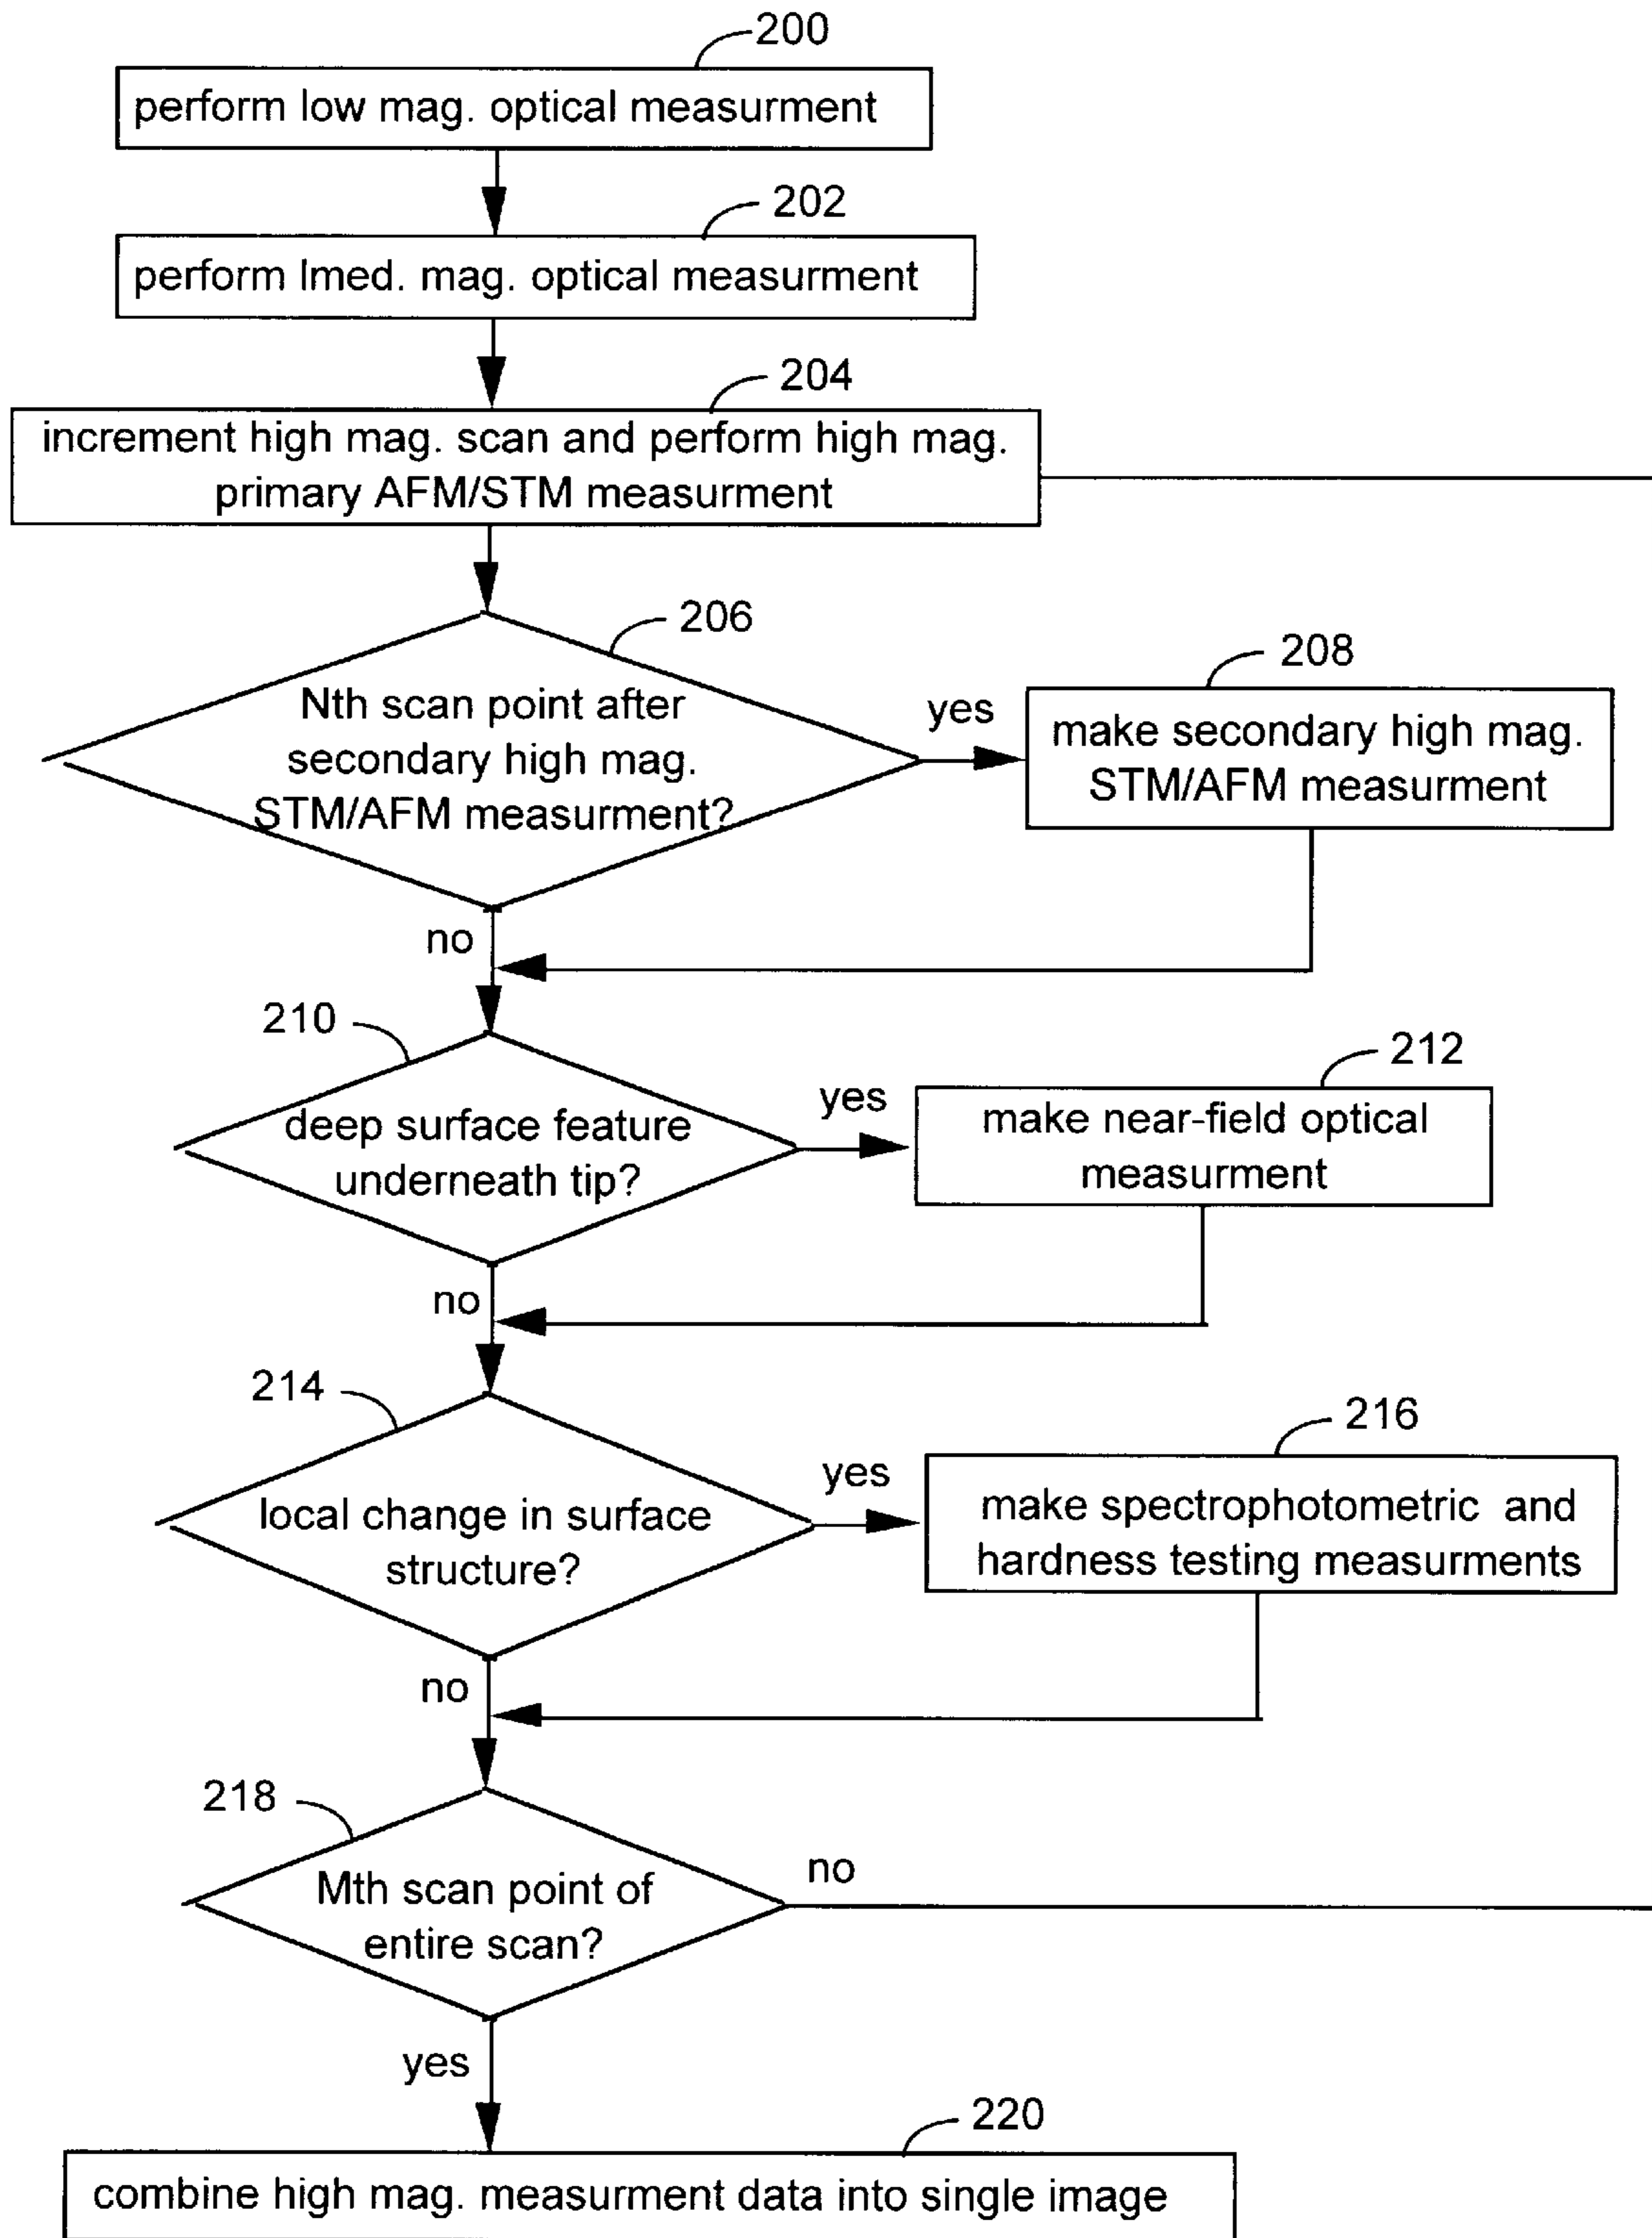 200
perform low mag. optical measurment
202
perform Imed. mag. optical measurment
204
increment high mag. scan and perform high mag.
primary AFM/STM measurment
206
Nth scan point after
secondary high mag.
STM/AFM measurment?
yes
208
make secondary high mag.
STM/AFM measurment
no
210
deep surface feature
underneath tip?
yes
212
make near-field optical
measurment
no
214
local change in surface
structure?
yes
216
make spectrophotometric and
hardness testing measurments
no
218
Mth scan point of
entire scan?
no
yes
220
combine high mag. measurment data into single image